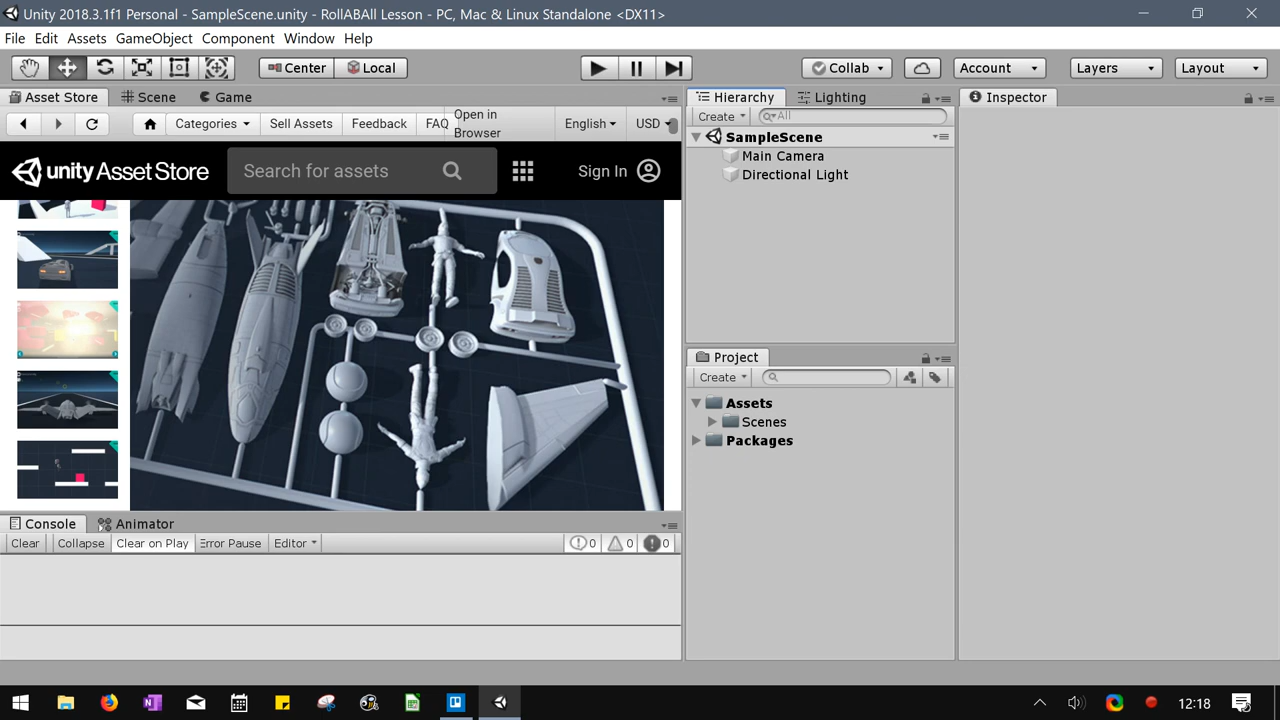 Unity 2018.3.1f1 Personal - SampleScene.unity - RollABAll Lesson - PC, Mac & Linux Standalone <DX11>
File Edit Assets GameObject Component Window Help
Center Local Collab Account Layers Layout
Asset Store Scene Game
Open in Browser
Categories Sell Assets Feedback FAQ English USD
unity Asset Store Search for assets Sign In
Hierarchy Lighting
Create All
SampleScene
Main Camera
Directional Light
Inspector
Project
Create
Assets
Scenes
Packages
Console Animator
Clear Collapse Clear on Play Error Pause Editor 0 0 0
12:18